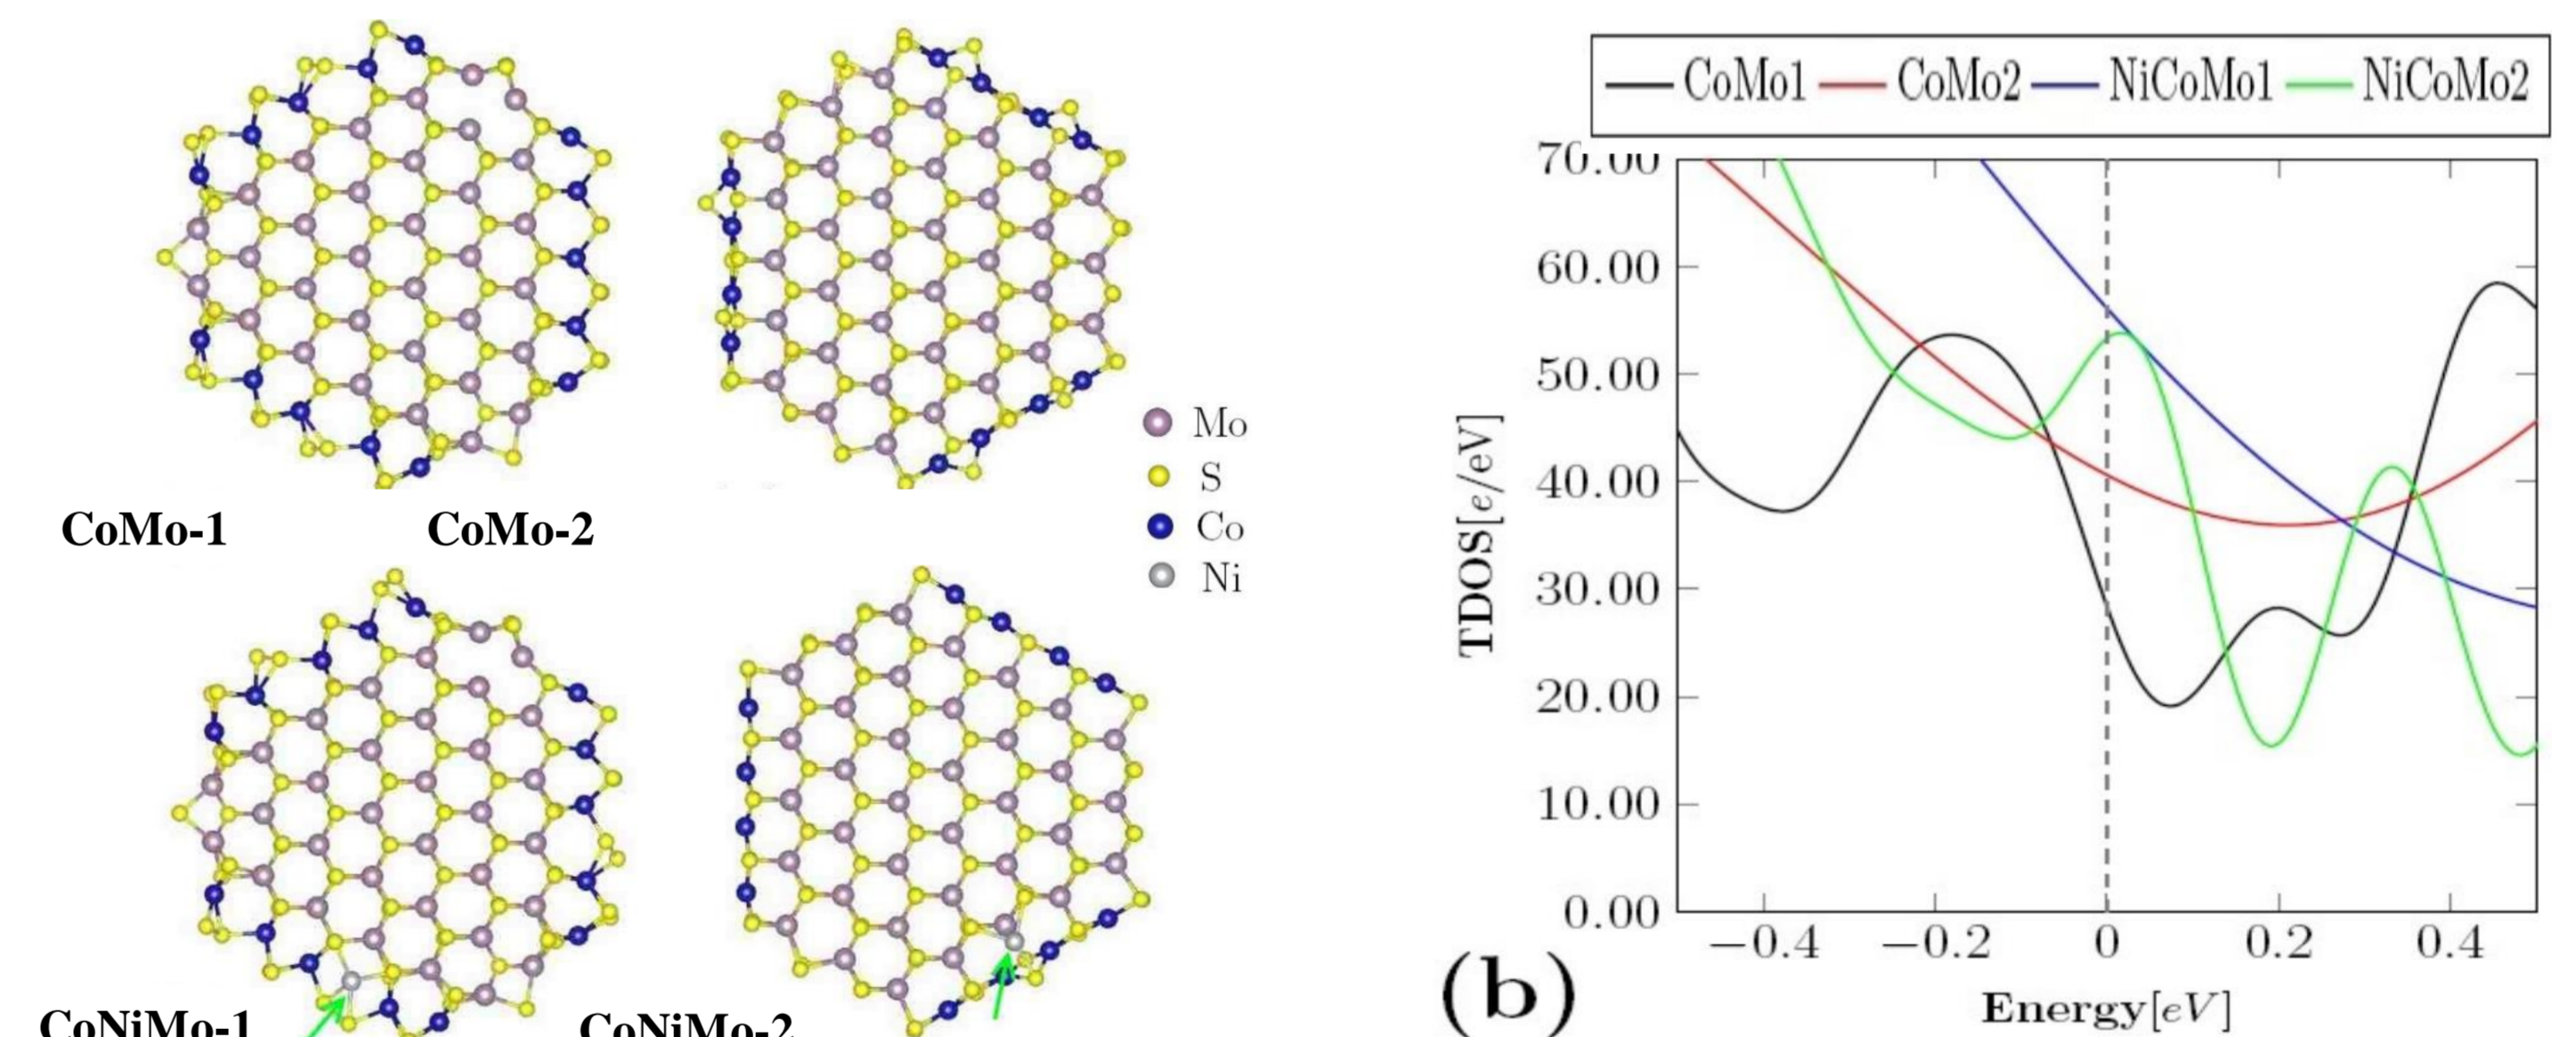 Mo
S
Co
Ni
CoMo-1 CoMo-2
CoNiMo-1 CoNiMo-2
CoMo1 CoMo2 NiCoMo1 NiCoMo2
70.00
60.00
50.00
40.00
30.00
20.00
10.00
0.00
TDOS[e/eV]
−0.4 −0.2 0 0.2 0.4
Energy[eV]
(b)